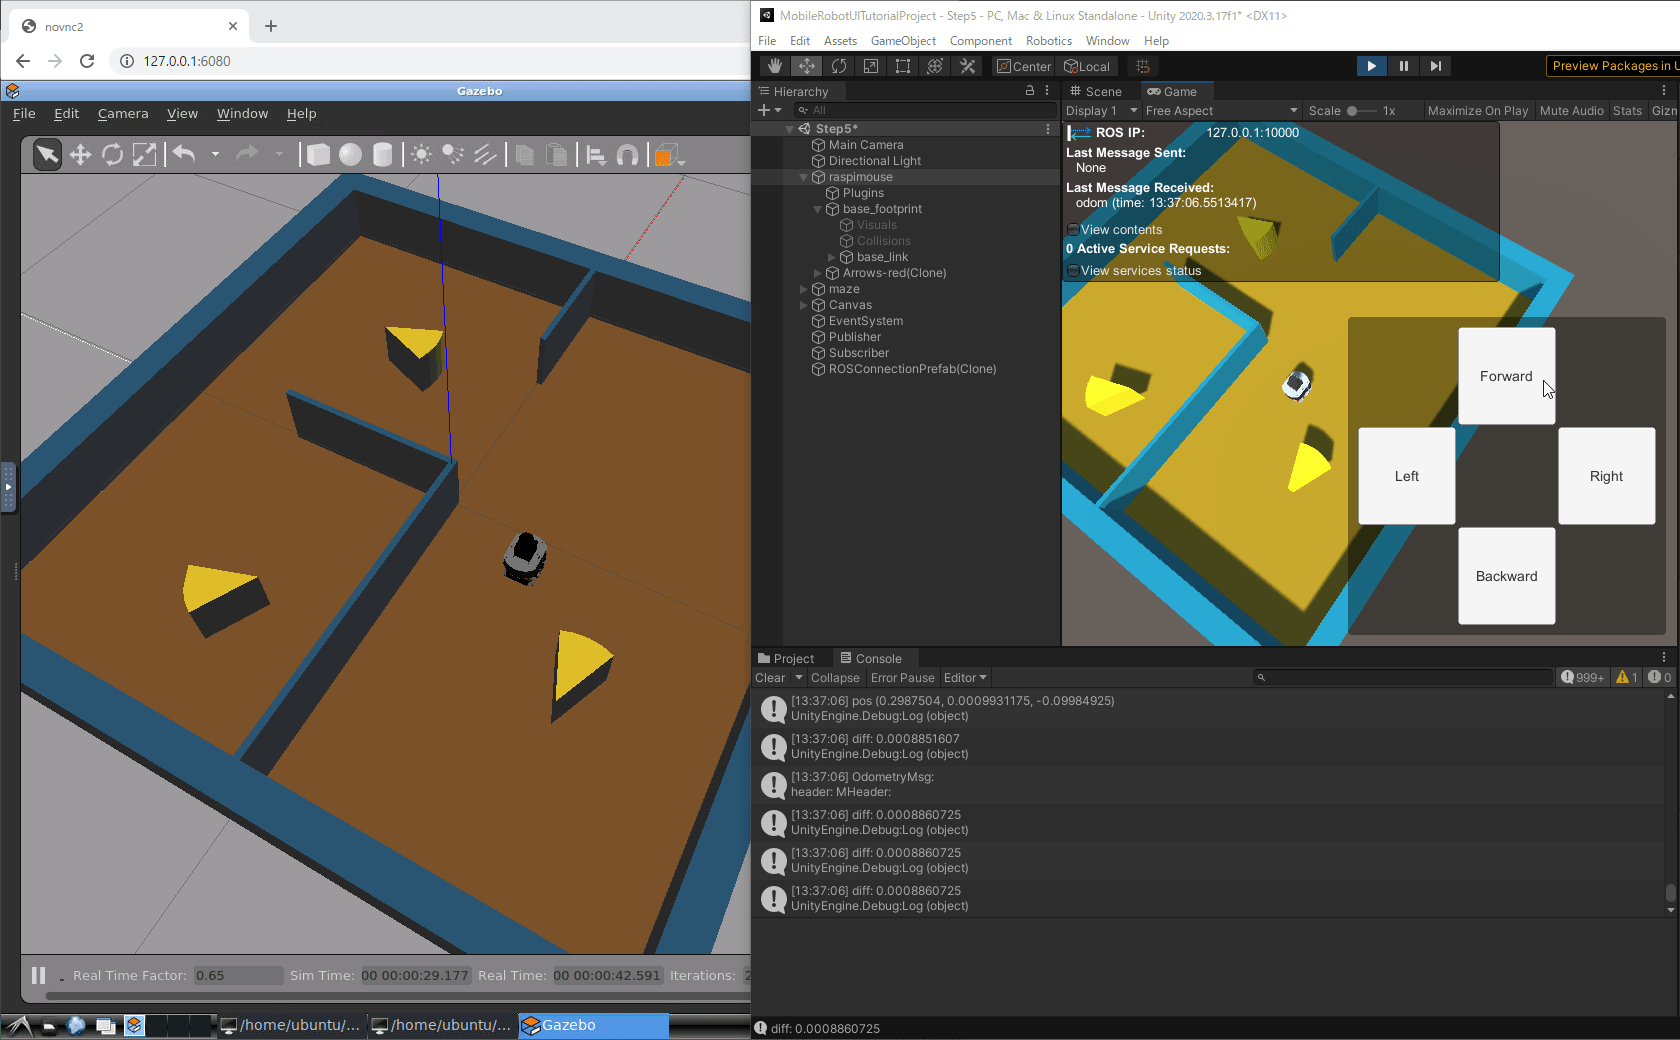 novnc2
127.0.0.1:6080
Gazebo
File Edit Camera View Window Help
Real Time Factor: 0.65 Sim Time: 00 00:00:29.177 Real Time: 00 00:00:42.591 Iterations: 2
/home/ubuntu/... /home/ubuntu/... Gazebo
MobileRobotUITutorialProject - Step5 - PC, Mac & Linux Standalone - Unity 2020.3.17f1* <DX11>
File Edit Assets GameObject Component Robotics Window Help
Center Local Preview Packages in U
Hierarchy
All
Step5*
Main Camera
Directional Light
raspimouse
Plugins
base_footprint
Visuals
Collisions
base_link
Arrows-red(Clone)
maze
Canvas
EventSystem
Publisher
Subscriber
ROSConnectionPrefab(Clone)
Scene Game
Display 1 Free Aspect Scale 1x Maximize On Play Mute Audio Stats Gizn
ROS IP: 127.0.0.1:10000
Last Message Sent:
None
Last Message Received:
odom (time: 13:37:06.5513417)
View contents
0 Active Service Requests:
View services status
Forward
Left
Right
Backward
Project Console
Clear Collapse Error Pause Editor 999+ 1 0
[13:37:06] pos (0.2987504, 0.0009931175, -0.09984925)
UnityEngine.Debug:Log (object)
[13:37:06] diff: 0.0008851607
UnityEngine.Debug:Log (object)
[13:37:06] OdometryMsg:
header: MHeader:
[13:37:06] diff: 0.0008860725
UnityEngine.Debug:Log (object)
[13:37:06] diff: 0.0008860725
UnityEngine.Debug:Log (object)
[13:37:06] diff: 0.0008860725
UnityEngine.Debug:Log (object)
diff: 0.0008860725